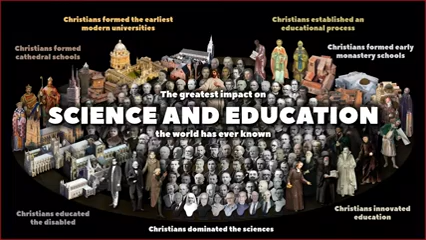 Christians formed the earliest
modern universities
Christians established an
educational process
Christians formed
cathedral schools
Christians formed early
monastery schools
The greatest impact on
SCIENCE AND EDUCATION
the world has ever known
Christians educated
the disabled
Christians innovated
education
Christians dominated the sciences